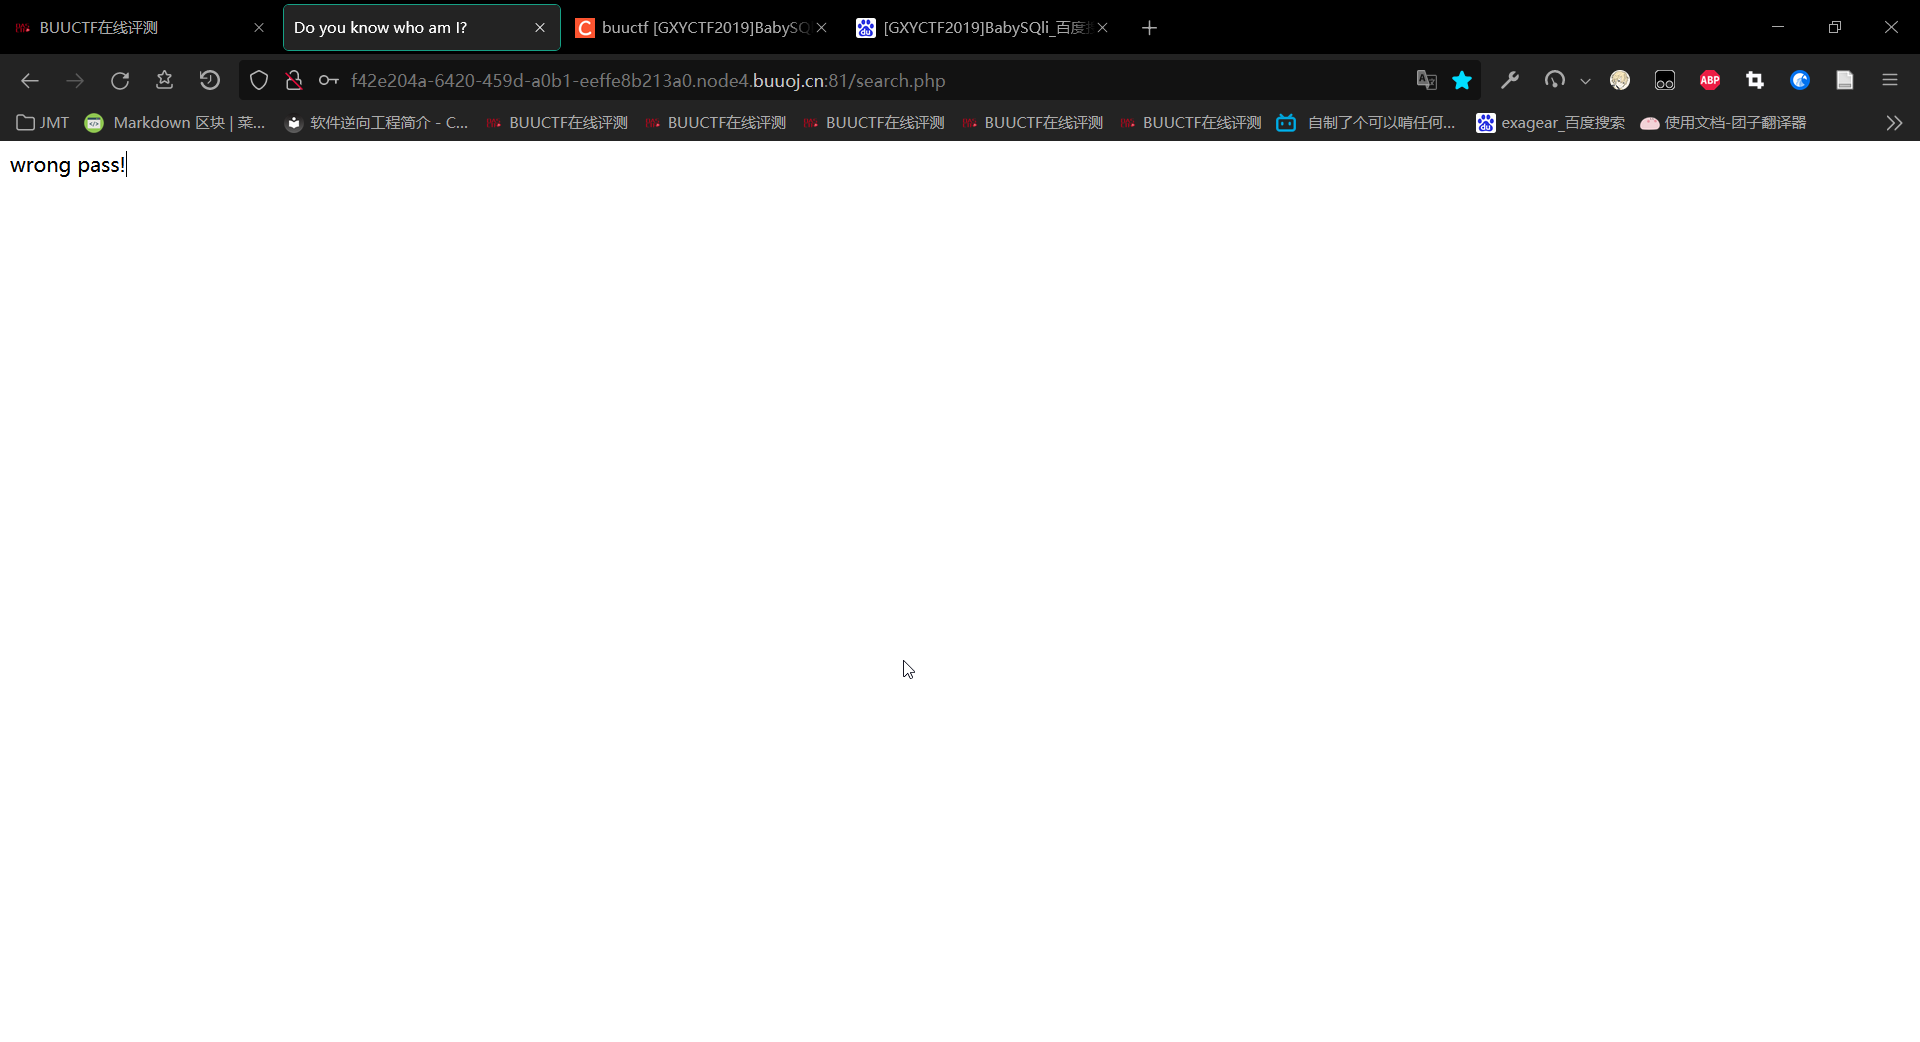 BUUCTF在线评测
Do you know who am I?
buuctf [GXYCTF2019]BabySQ
[GXYCTF2019]BabySQli_百度
f42e204a-6420-459d-a0b1-eeffe8b213a0.node4.buuoj.cn:81/search.php
ABP
JMT
Markdown 区块 | 菜...
软件逆向工程简介 - C...
BUUCTF在线评测
BUUCTF在线评测
BUUCTF在线评测
BUUCTF在线评测
BUUCTF在线评测
自制了个可以啃任何...
exagear_百度搜索
使用文档-团子翻译器
wrong pass!